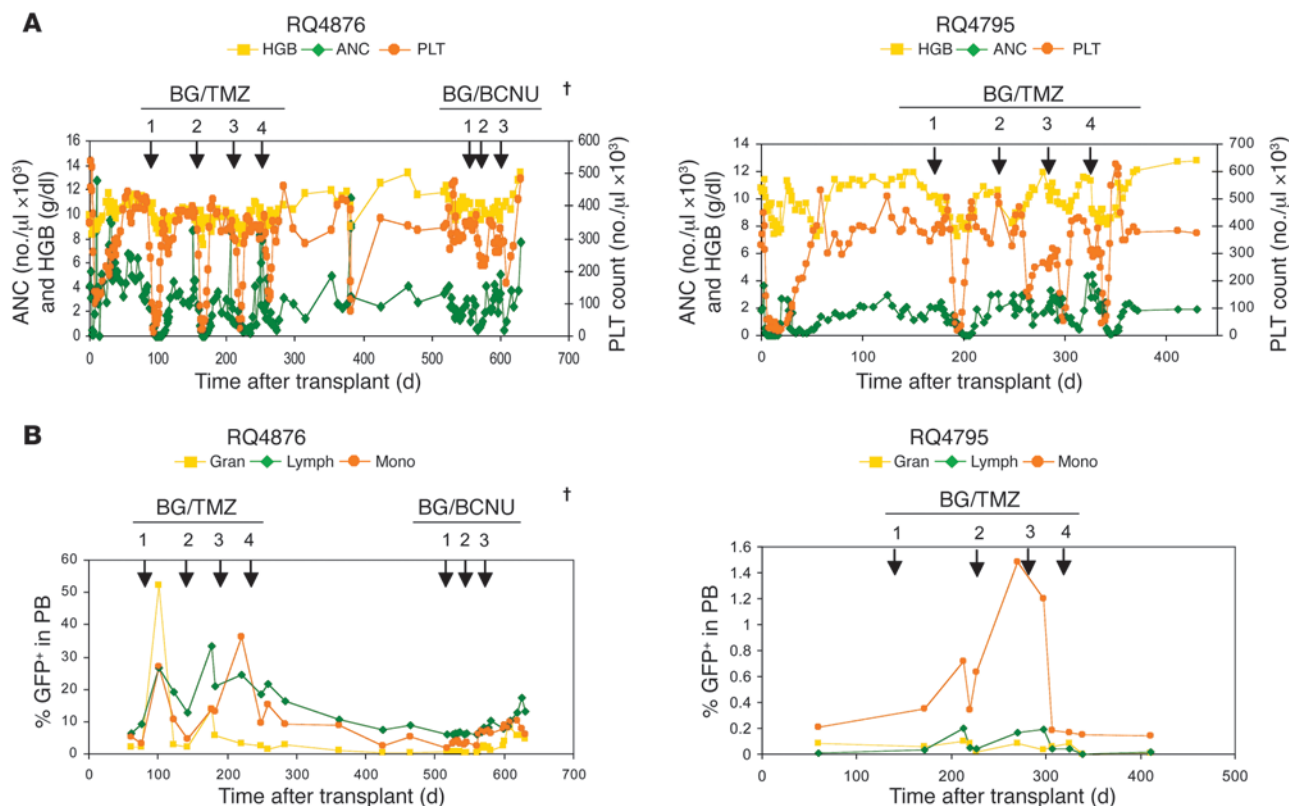 A
RQ4876
HGB ANC PLT
BG/TMZ BG/BCNU †
1 2 3 4 1 2 3
ANC (no./µl ×10³) and HGB (g/dl)
16 14 12 10 8 6 4 2 0
600 500 400 300 200 100 0
PLT count (no./µl ×10³)
0 100 200 300 400 500 600 700
Time after transplant (d)
RQ4795
HGB ANC PLT
BG/TMZ
1 2 3 4
ANC (no./µl ×10³) and HGB (g/dl)
14 12 10 8 6 4 2 0
700 600 500 400 300 200 100 0
PLT count (no./µl ×10³)
0 100 200 300 400
Time after transplant (d)
B
RQ4876
Gran Lymph Mono
BG/TMZ BG/BCNU †
1 2 3 4 1 2 3
% GFP⁺ in PB
60 50 40 30 20 10 0
0 100 200 300 400 500 600 700
Time after transplant (d)
RQ4795
Gran Lymph Mono
BG/TMZ
1 2 3 4
% GFP⁺ in PB
1.6 1.4 1.2 1 0.8 0.6 0.4 0.2 0
0 100 200 300 400 500
Time after transplant (d)